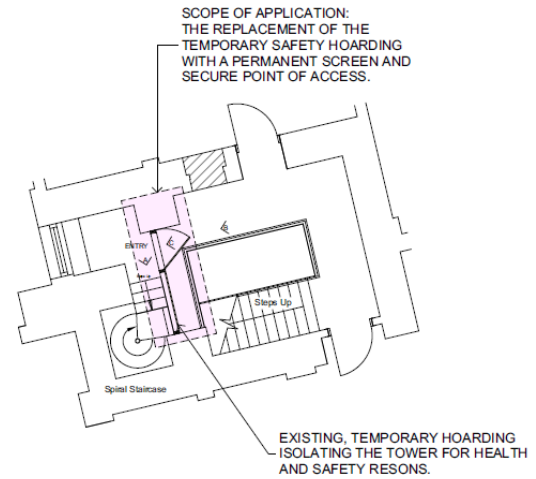 SCOPE OF APPLICATION:
THE REPLACEMENT OF THE
TEMPORARY SAFETY HOARDING
WITH A PERMANENT SCREEN AND
SECURE POINT OF ACCESS.
ENTRY
Steps Up
Spiral Staircase
EXISTING, TEMPORARY HOARDING
ISOLATING THE TOWER FOR HEALTH
AND SAFETY RESONS.